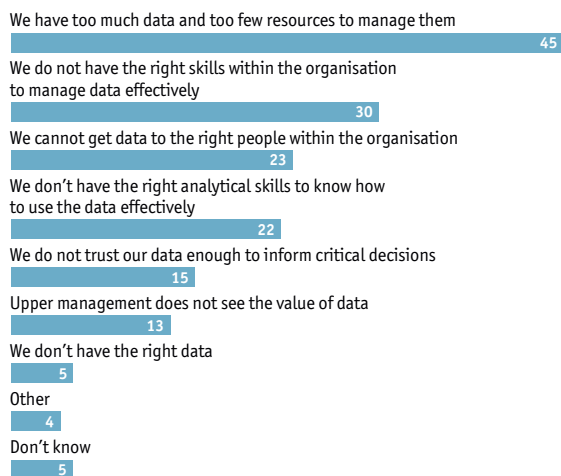 We have too much data and too few resources to manage them
45
We do not have the right skills within the organisation
to manage data effectively
30
We cannot get data to the right people within the organisation
23
We don’t have the right analytical skills to know how
to use the data effectively
22
We do not trust our data enough to inform critical decisions
15
Upper management does not see the value of data
13
We don’t have the right data
5
Other
4
Don’t know
5